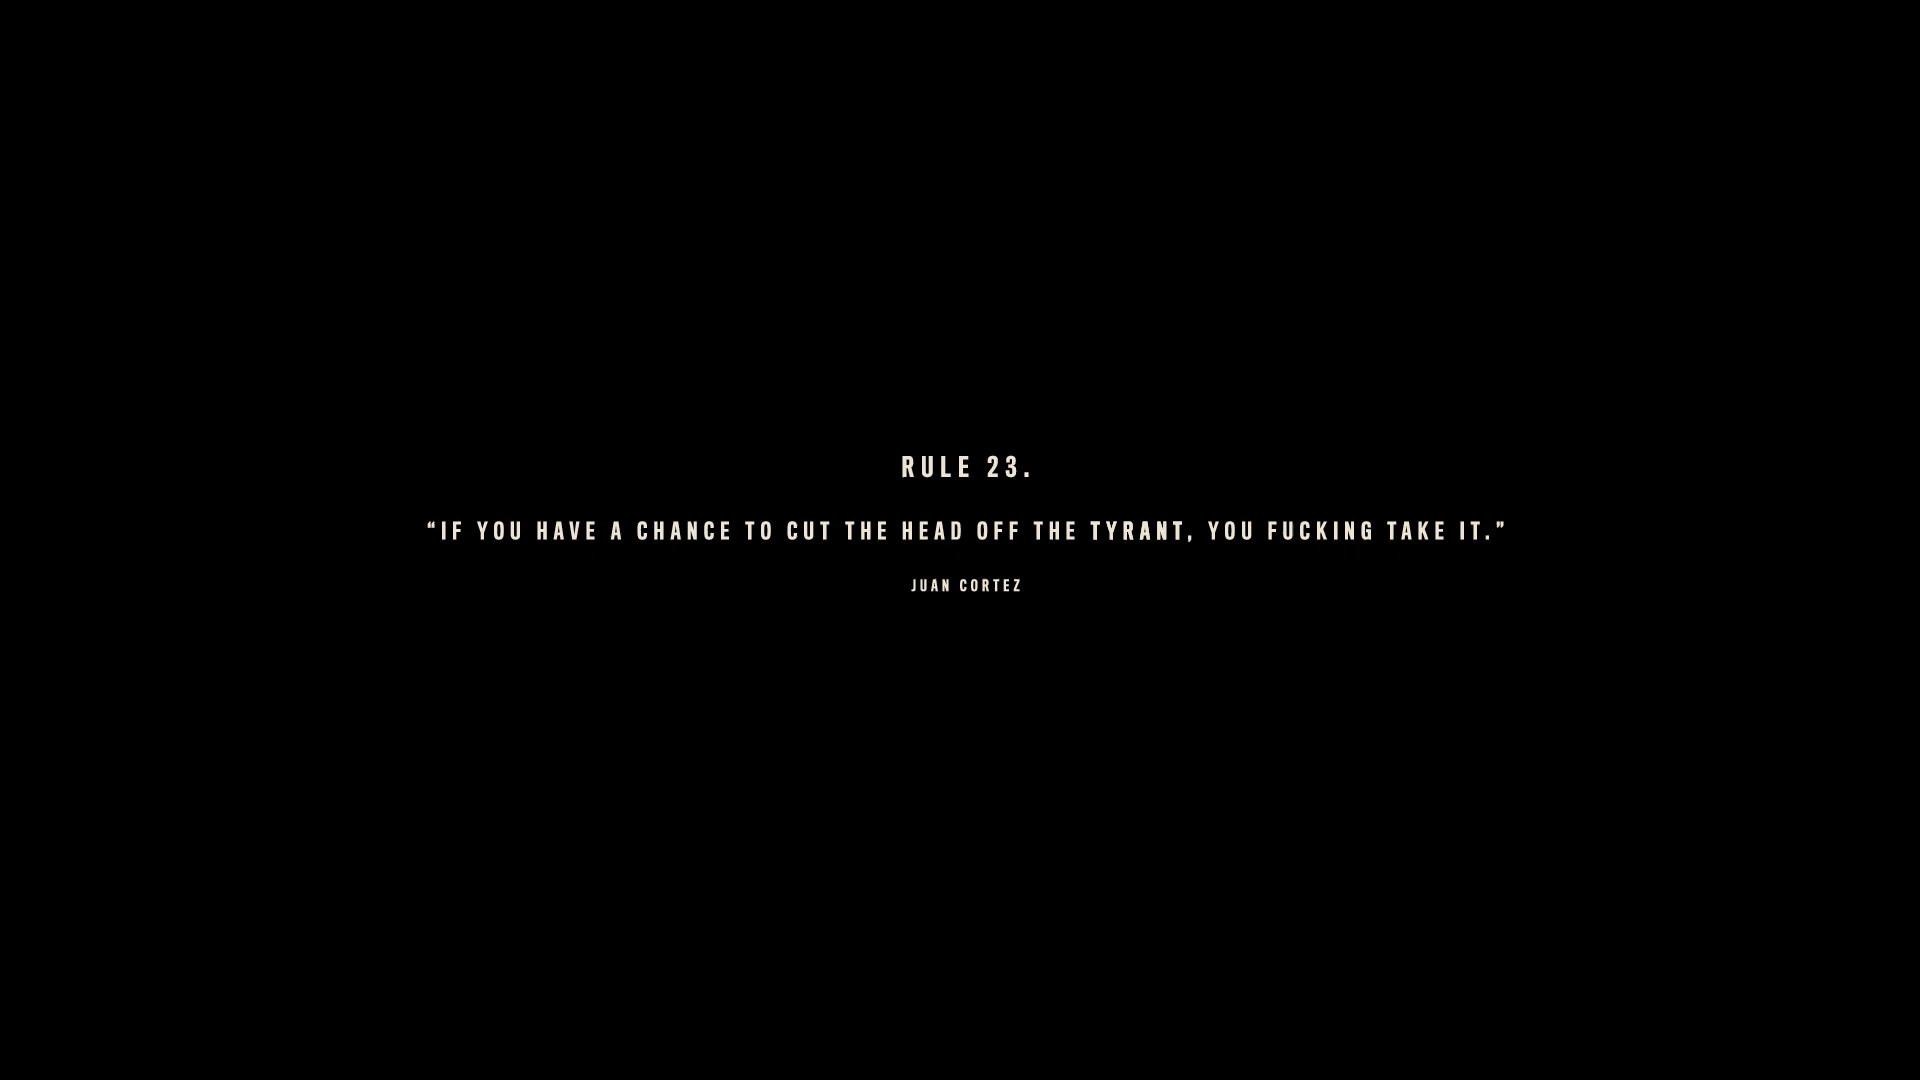 RULE 23.
“IF YOU HAVE A CHANCE TO CUT THE HEAD OFF THE TYRANT, YOU FUCKING TAKE IT.”
JUAN CORTEZ